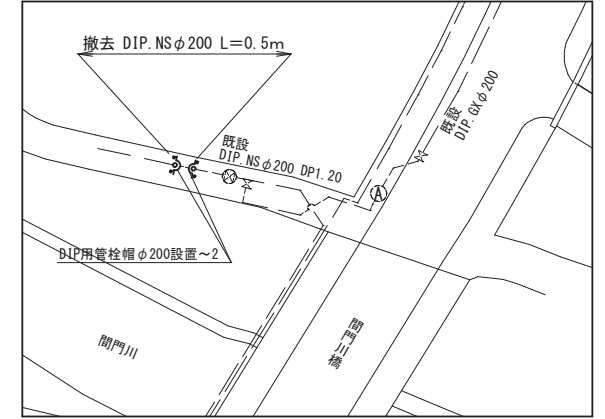 撤去 DIP.NSφ200 L=0.5m
既設
DIP.NSφ200 DP1.20
既設
DIP.GXφ200
A
DIP用管栓帽φ200設置~2
間門川
間門川橋